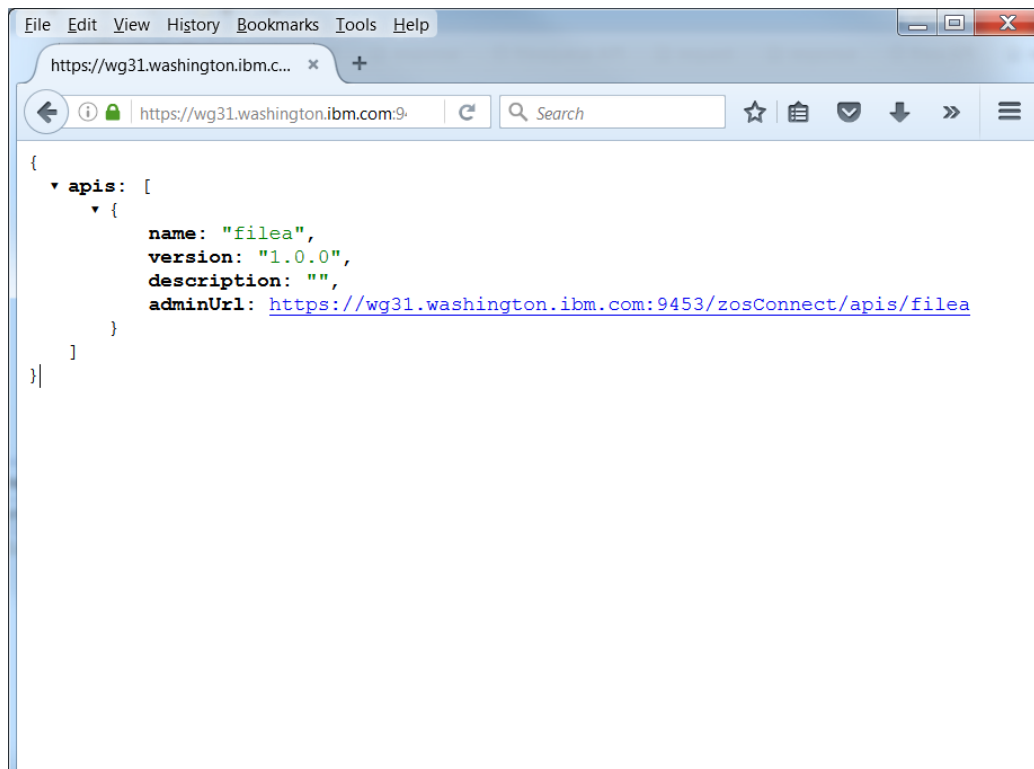 File Edit View History Bookmarks Tools Help
https://wg31.washington.ibm.c... × +
https://wg31.washington.ibm.com:9 Search
{
apis: [
{
name: "filea",
version: "1.0.0",
description: "",
adminUrl: https://wg31.washington.ibm.com:9453/zosConnect/apis/filea
}
]
}